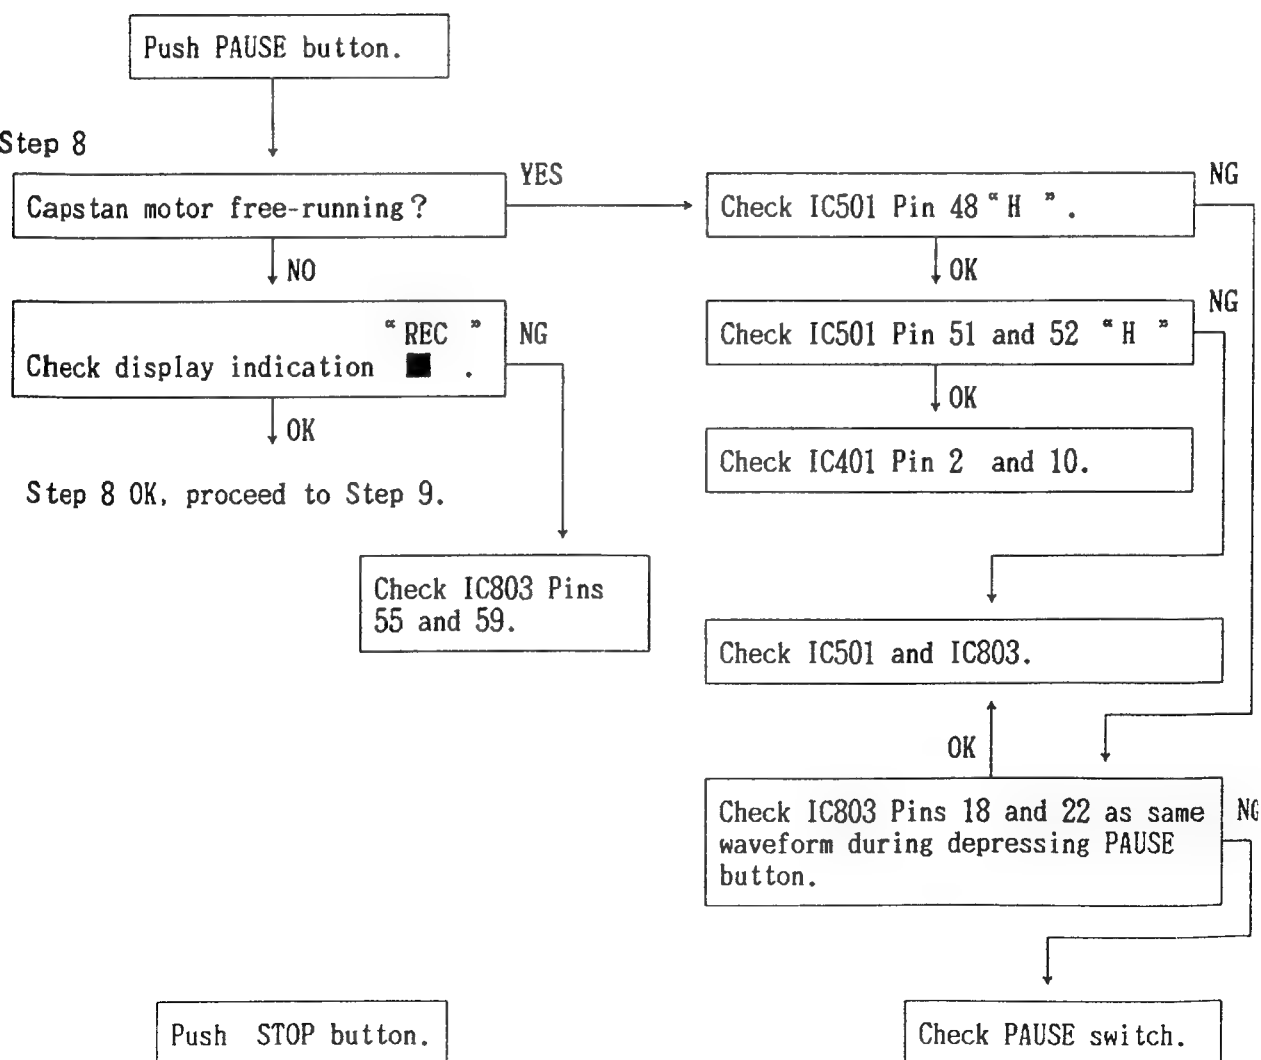 Push PAUSE button.
Step 8
Capstan motor free-running?
YES
Check IC501 Pin 48 “ H ” .
NG
NO
OK
“ REC ”
Check display indication ■ .
NG
Check IC501 Pin 51 and 52 “ H ”
NG
OK
OK
Step 8 OK, proceed to Step 9.
Check IC401 Pin 2 and 10.
Check IC803 Pins
55 and 59.
Check IC501 and IC803.
OK
Check IC803 Pins 18 and 22 as same
waveform during depressing PAUSE
button.
NG
Push STOP button.
Check PAUSE switch.